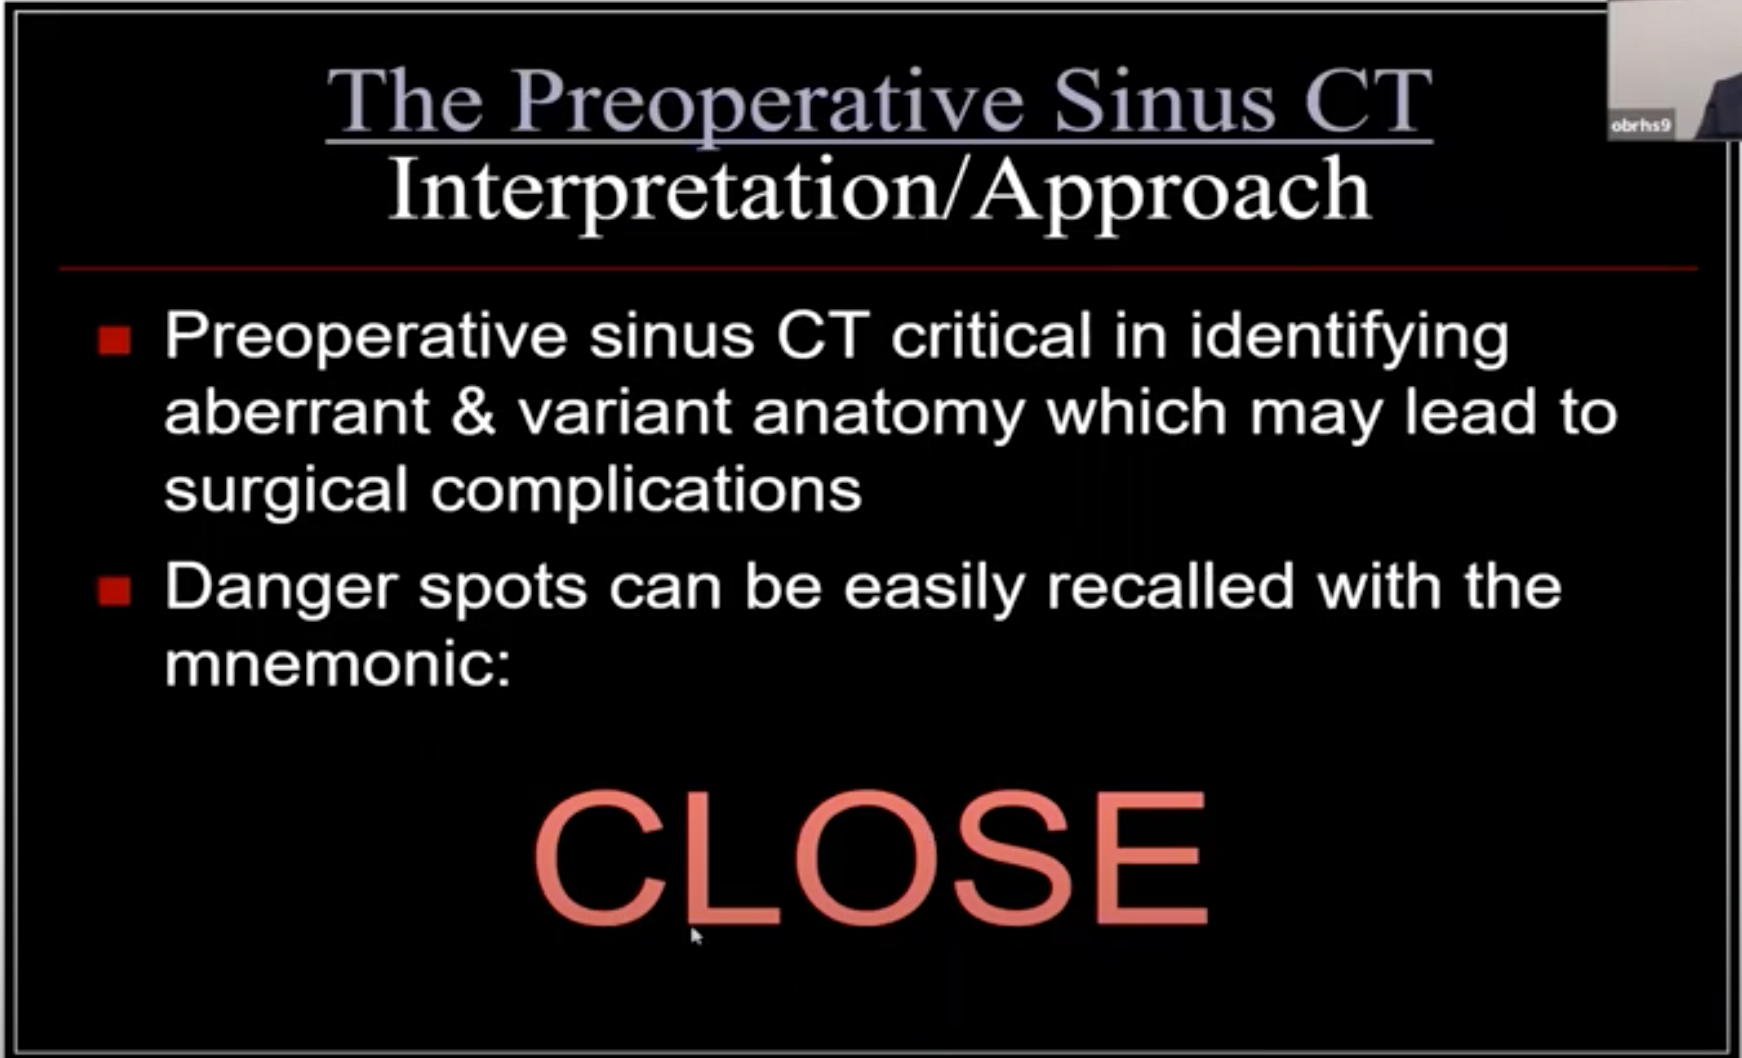 The Preoperative Sinus CT
Interpretation/Approach
obrhs9
Preoperative sinus CT critical in identifying
aberrant & variant anatomy which may lead to
surgical complications
Danger spots can be easily recalled with the
mnemonic:
CLOSE